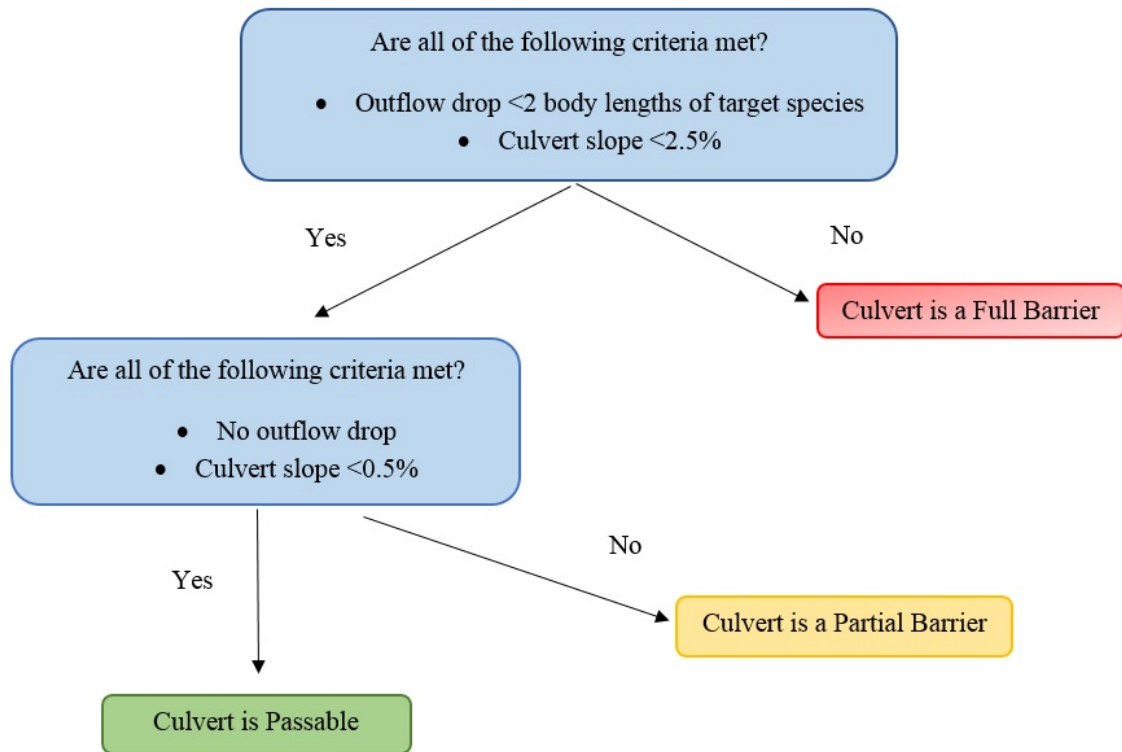 Are all of the following criteria met?
• Outflow drop <2 body lengths of target species
• Culvert slope <2.5%
Yes
No
Culvert is a Full Barrier
Are all of the following criteria met?
• No outflow drop
• Culvert slope <0.5%
Yes
No
Culvert is a Partial Barrier
Culvert is Passable